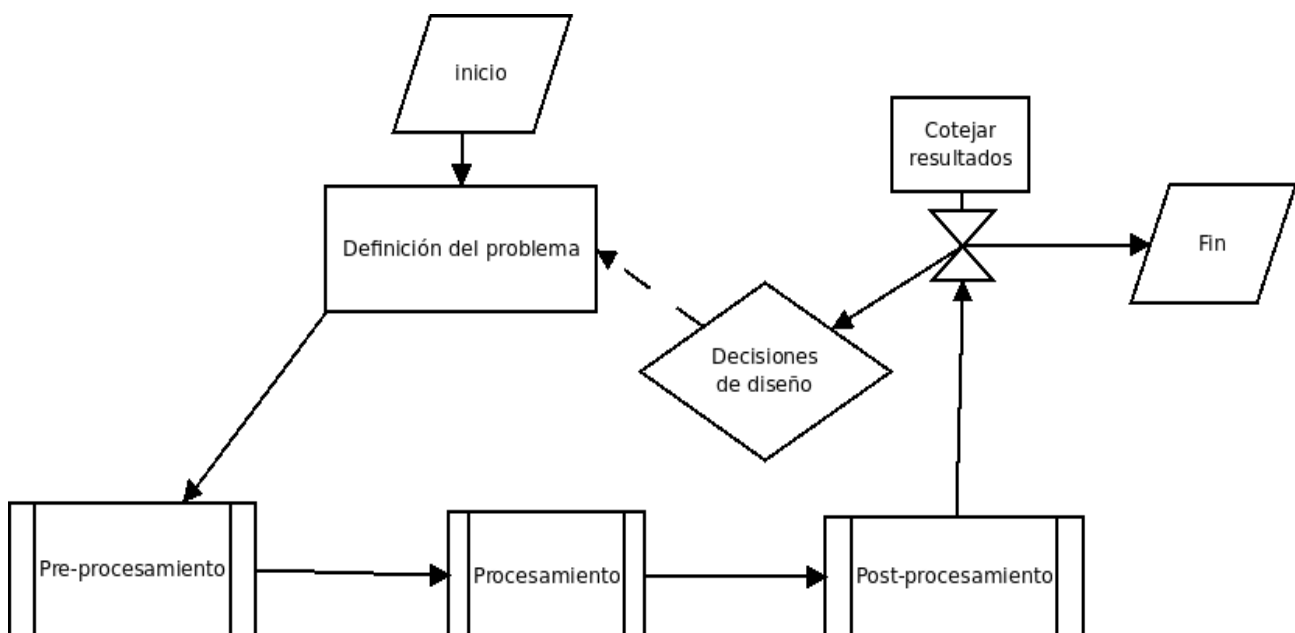 inicio
Cotejar
resultados
Definición del problema
Fin
Decisiones
de diseño
Pre-procesamiento
Procesamiento
Post-procesamiento